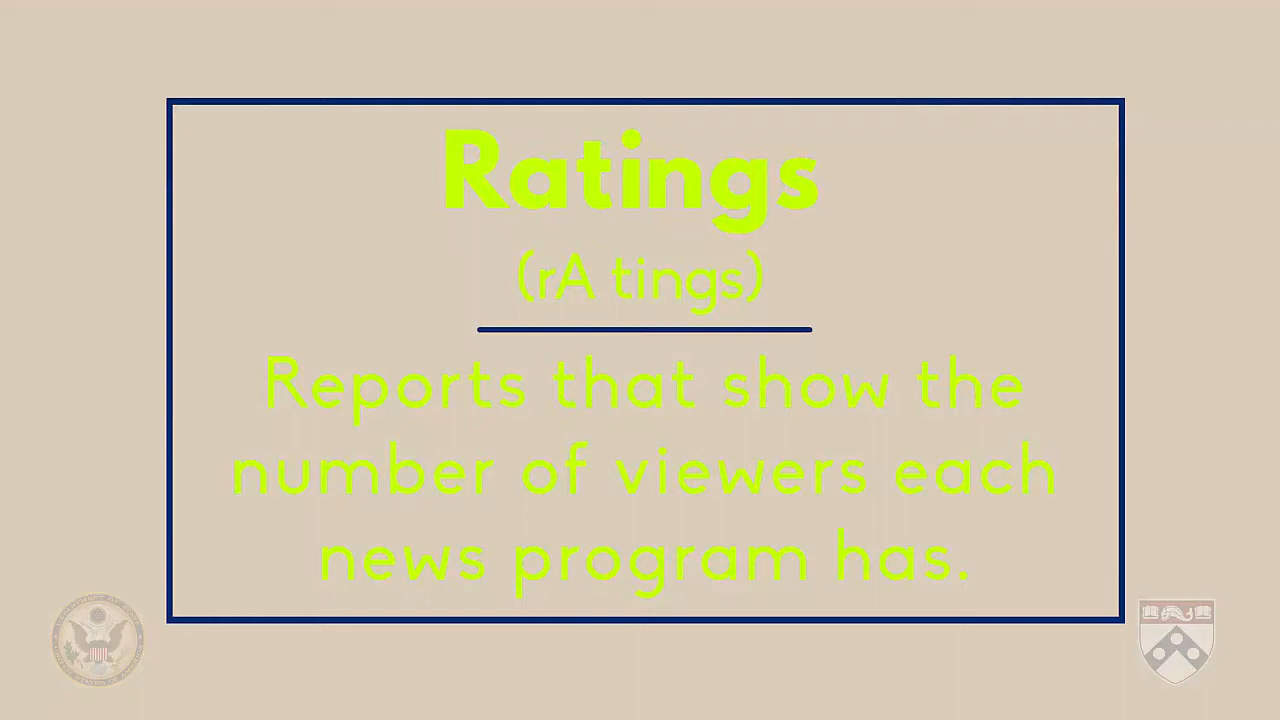 Ratings
(rA tings)
Reports that show the
number of viewers each
news program has.